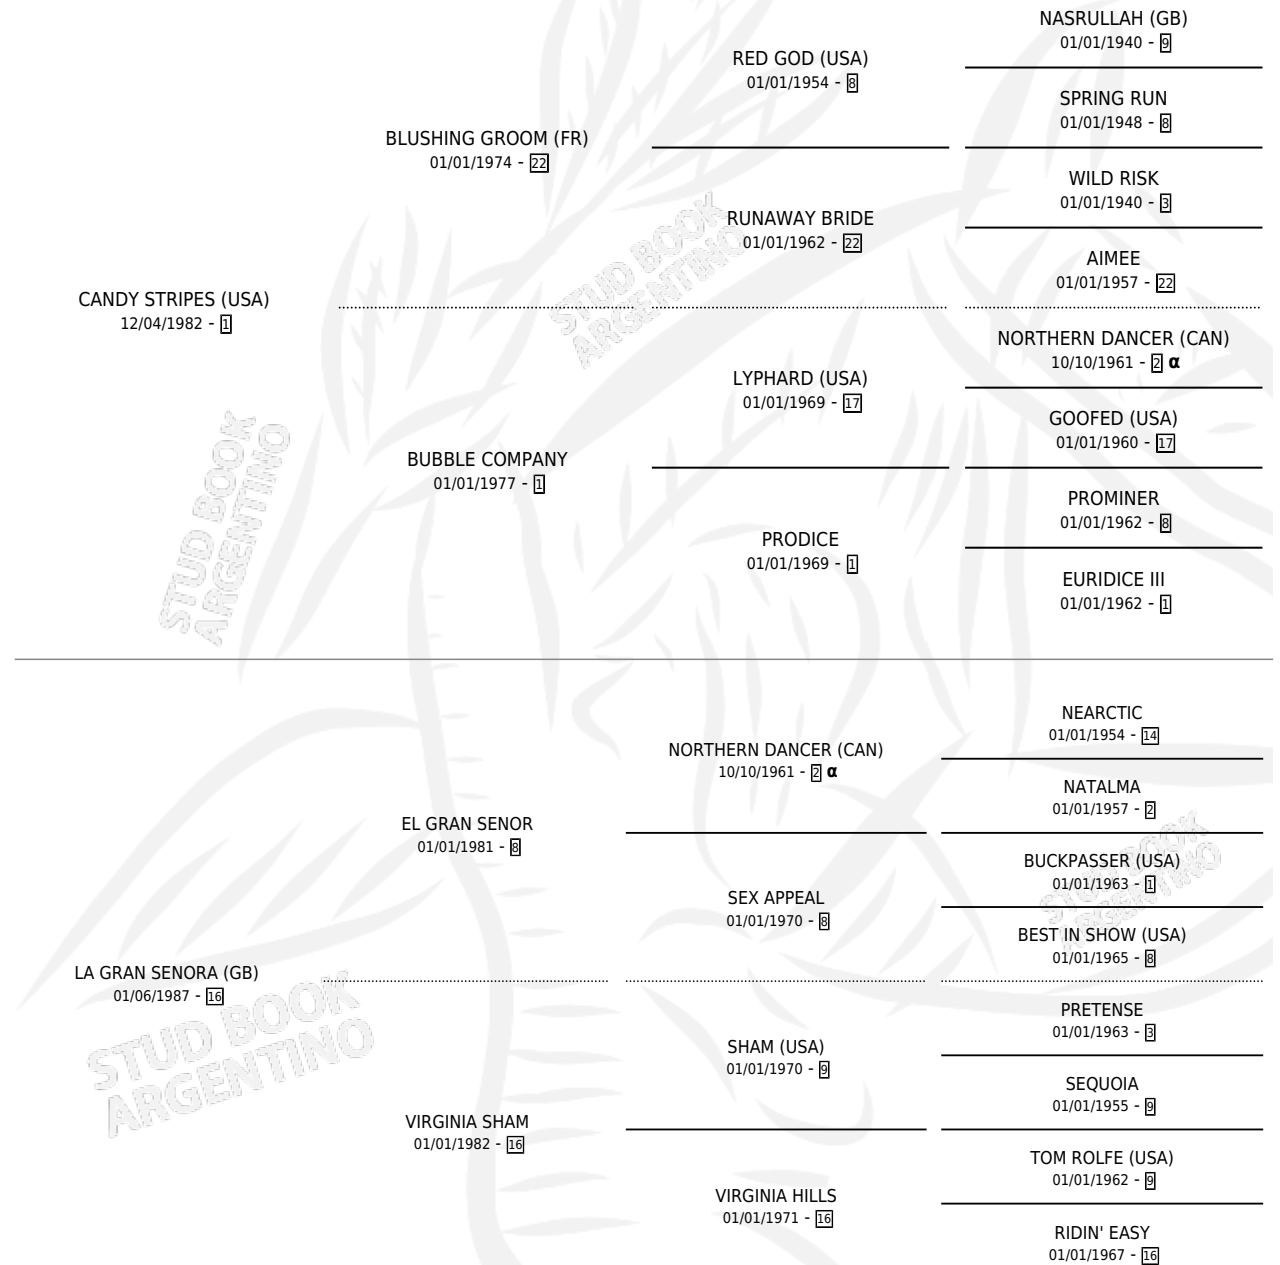 NASRULLAH (GB)
01/01/1940 - 9
RED GOD (USA)
01/01/1954 - 8
SPRING RUN
01/01/1948 - 8
BLUSHING GROOM (FR)
01/01/1974 - 22
WILD RISK
01/01/1940 - 3
RUNAWAY BRIDE
01/01/1962 - 22
AIMEE
01/01/1957 - 22
CANDY STRIPES (USA)
12/04/1982 - 1
NORTHERN DANCER (CAN)
10/10/1961 - 2 α
LYPHARD (USA)
01/01/1969 - 17
GOOFED (USA)
01/01/1960 - 17
BUBBLE COMPANY
01/01/1977 - 1
PROMINER
01/01/1962 - 8
PRODICE
01/01/1969 - 1
EURIDICE III
01/01/1962 - 1
NEARCTIC
01/01/1954 - 14
NORTHERN DANCER (CAN)
10/10/1961 - 2 α
NATALMA
01/01/1957 - 2
EL GRAN SENOR
01/01/1981 - 8
BUCKPASSER (USA)
01/01/1963 - 1
SEX APPEAL
01/01/1970 - 8
BEST IN SHOW (USA)
01/01/1965 - 8
LA GRAN SENORA (GB)
01/06/1987 - 16
PRETENSE
01/01/1963 - 3
SHAM (USA)
01/01/1970 - 9
SEQUOIA
01/01/1955 - 9
VIRGINIA SHAM
01/01/1982 - 16
TOM ROLFE (USA)
01/01/1962 - 9
VIRGINIA HILLS
01/01/1971 - 16
RIDIN' EASY
01/01/1967 - 16
STUD BOOK
ARGENTINO
STUD BOOK
ARGENTINO
STUD BOOK
ARGENTINO
STUD BOOK
ARGENTINO